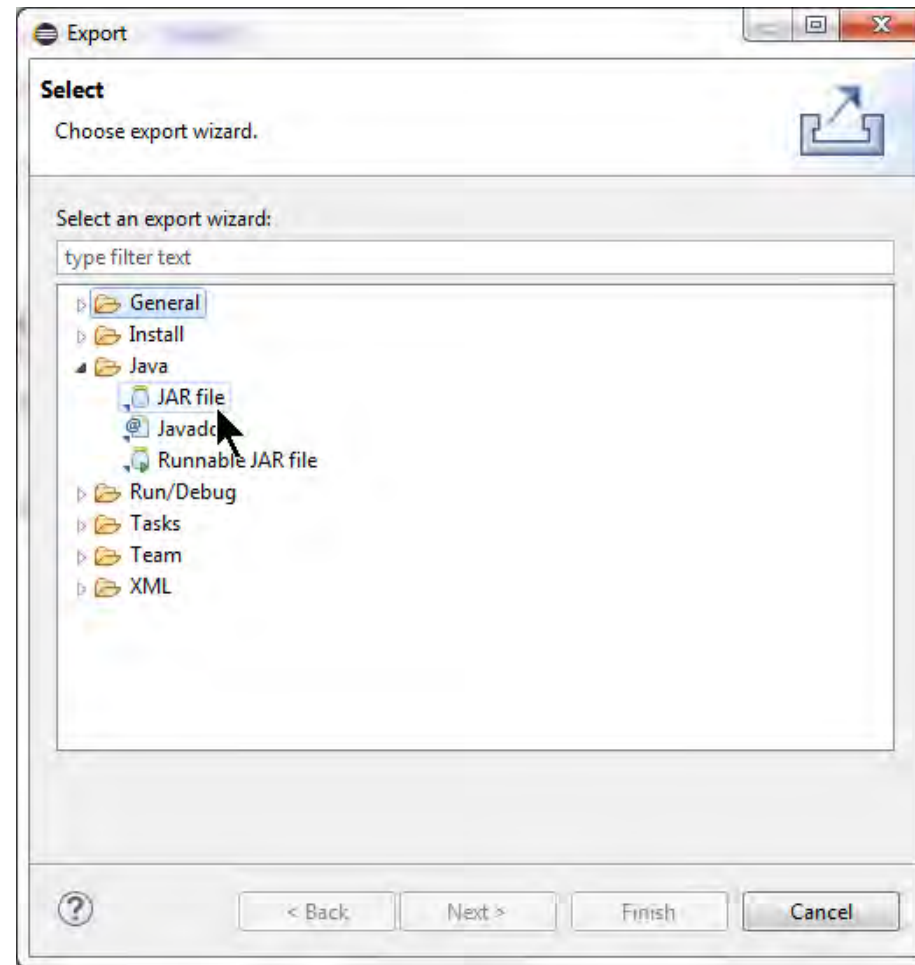 Export
Select
Choose export wizard.
Select an export wizard:
type filter text
General
Install
Java
JAR file
Runnable JAR file
Run/Debug
Tasks
Team
XML
< Back
Next >
Finish
Cancel